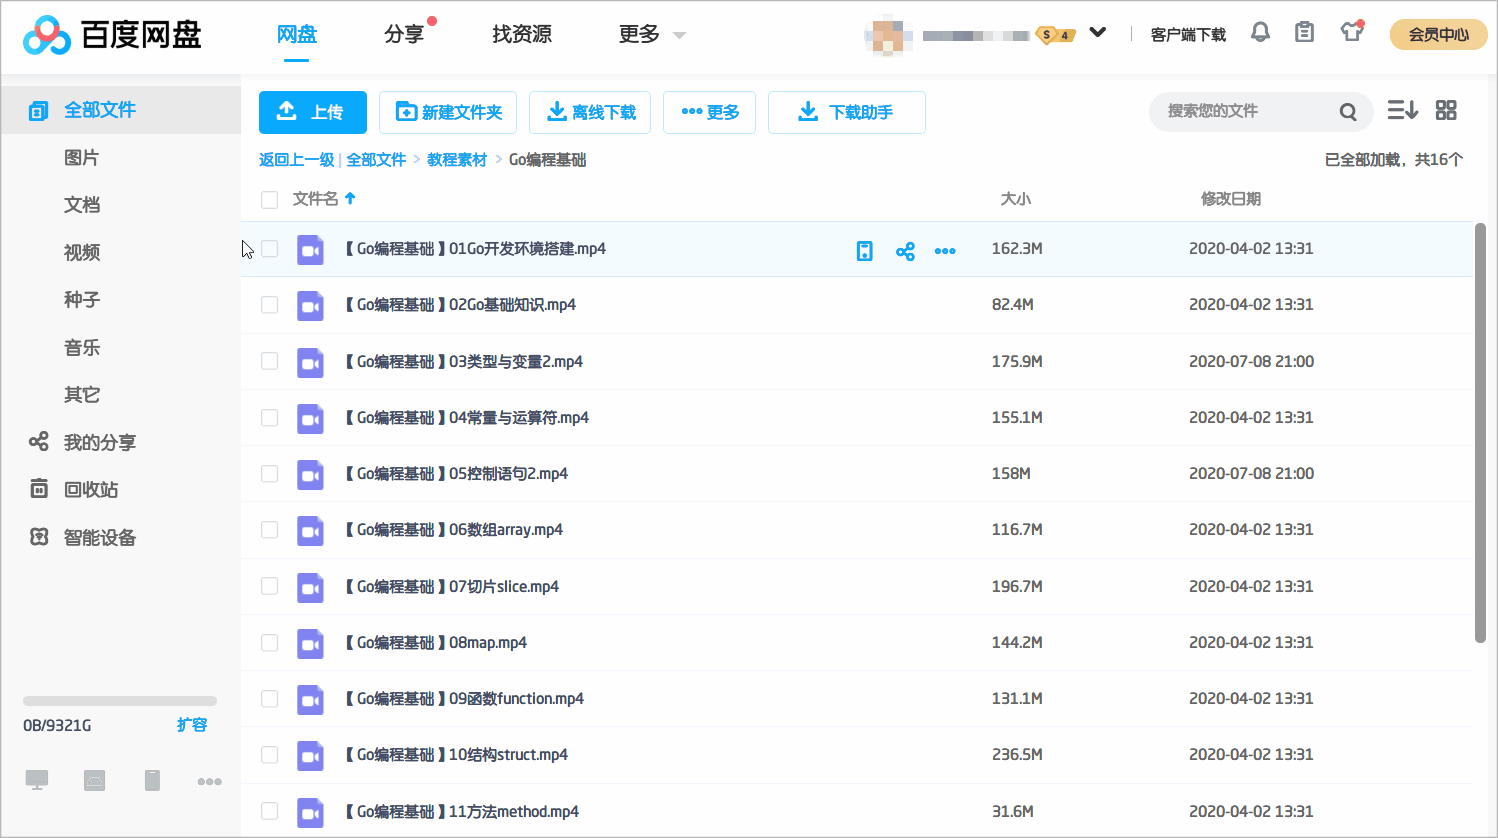 百度网盘 网盘 分享 找资源 更多 S 4 客户端下载 会员中心
全部文件
图片
文档
视频
种子
音乐
其它
我的分享
回收站
智能设备
0B/9321G 扩容
上传 新建文件夹 离线下载 更多 下载助手 搜索您的文件
返回上一级 | 全部文件 > 教程素材 > Go编程基础 已全部加载，共16个
文件名 大小 修改日期
【Go编程基础】01Go开发环境搭建.mp4 162.3M 2020-04-02 13:31
【Go编程基础】02Go基础知识.mp4 82.4M 2020-04-02 13:31
【Go编程基础】03类型与变量2.mp4 175.9M 2020-07-08 21:00
【Go编程基础】04常量与运算符.mp4 155.1M 2020-04-02 13:31
【Go编程基础】05控制语句2.mp4 158M 2020-07-08 21:00
【Go编程基础】06数组array.mp4 116.7M 2020-04-02 13:31
【Go编程基础】07切片slice.mp4 196.7M 2020-04-02 13:31
【Go编程基础】08map.mp4 144.2M 2020-04-02 13:31
【Go编程基础】09函数function.mp4 131.1M 2020-04-02 13:31
【Go编程基础】10结构struct.mp4 236.5M 2020-04-02 13:31
【Go编程基础】11方法method.mp4 31.6M 2020-04-02 13:31